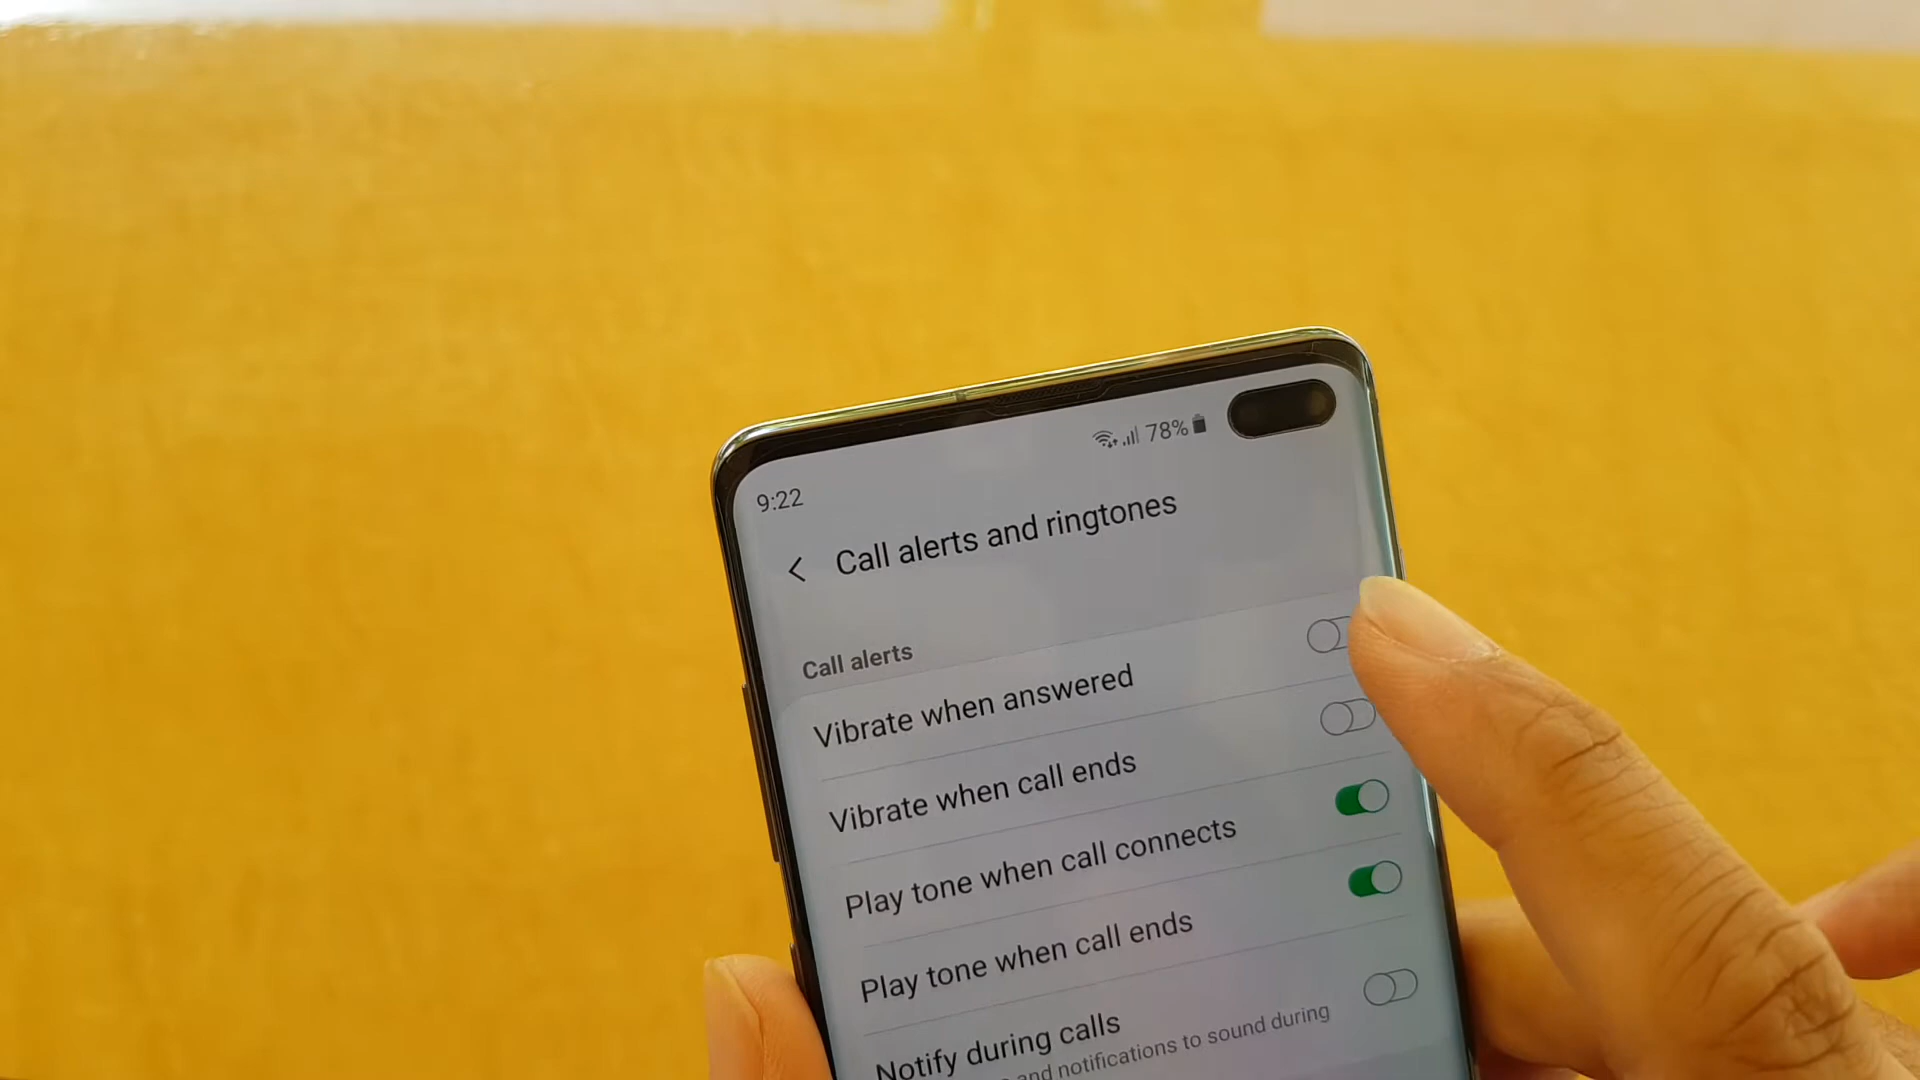 9:22
78%
Call alerts and ringtones
Call alerts
Vibrate when answered
Vibrate when call ends
Play tone when call connects
Play tone when call ends
Notify during calls
and notifications to sound during